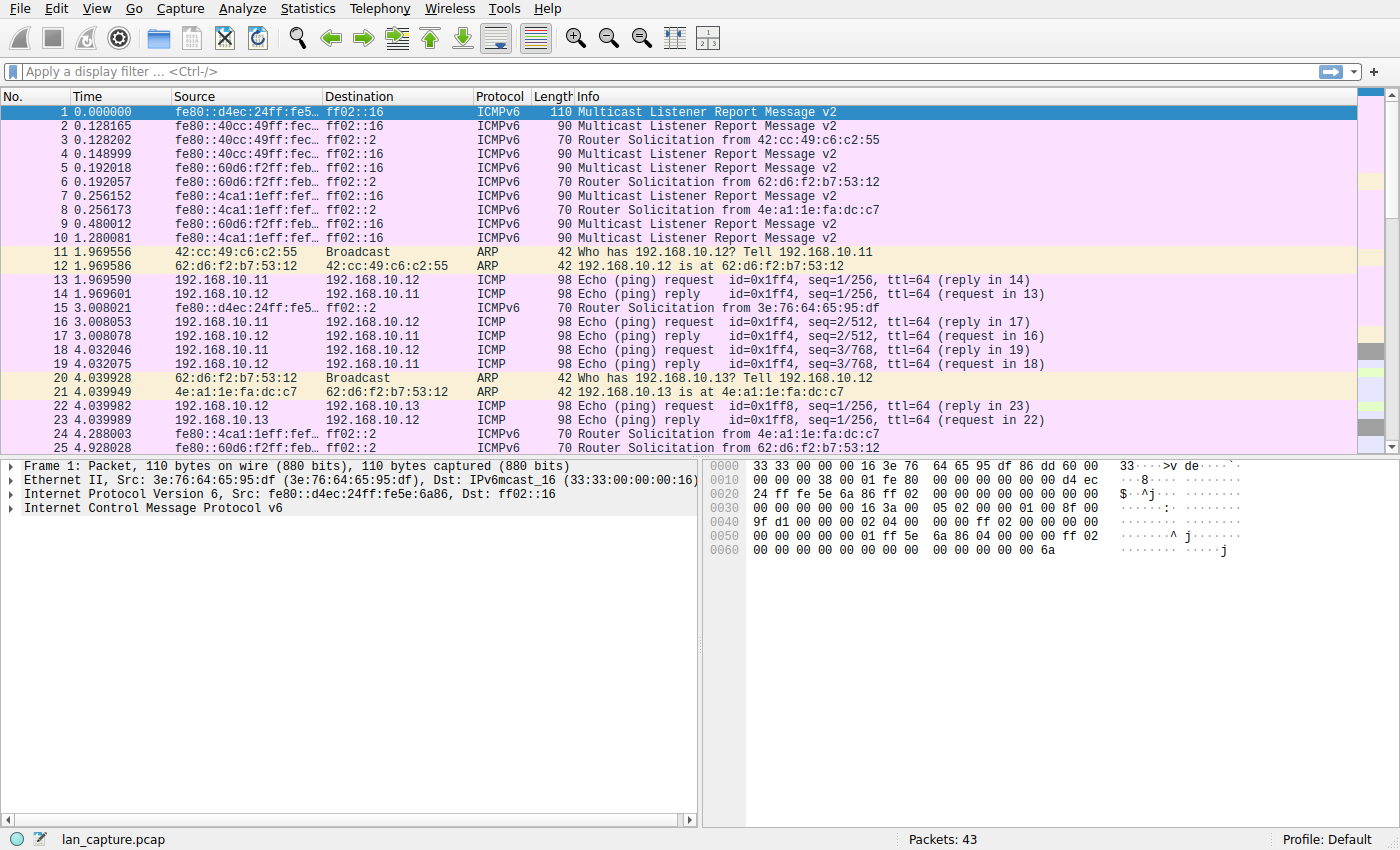 File Edit View Go Capture Analyze Statistics Telephony Wireless Tools Help
Apply a display filter … <Ctrl-/>
No. Time Source Destination Protocol Length Info
1 0.000000 fe80::d4ec:24ff:fe5… ff02::16 ICMPv6 110 Multicast Listener Report Message v2
2 0.128165 fe80::40cc:49ff:fec… ff02::16 ICMPv6 90 Multicast Listener Report Message v2
3 0.128202 fe80::40cc:49ff:fec… ff02::2 ICMPv6 70 Router Solicitation from 42:cc:49:c6:c2:55
4 0.148999 fe80::40cc:49ff:fec… ff02::16 ICMPv6 90 Multicast Listener Report Message v2
5 0.192018 fe80::60d6:f2ff:feb… ff02::16 ICMPv6 90 Multicast Listener Report Message v2
6 0.192057 fe80::60d6:f2ff:feb… ff02::2 ICMPv6 70 Router Solicitation from 62:d6:f2:b7:53:12
7 0.256152 fe80::4ca1:1eff:fef… ff02::16 ICMPv6 90 Multicast Listener Report Message v2
8 0.256173 fe80::4ca1:1eff:fef… ff02::2 ICMPv6 70 Router Solicitation from 4e:a1:1e:fa:dc:c7
9 0.480012 fe80::60d6:f2ff:feb… ff02::16 ICMPv6 90 Multicast Listener Report Message v2
10 1.280081 fe80::4ca1:1eff:fef… ff02::16 ICMPv6 90 Multicast Listener Report Message v2
11 1.969556 42:cc:49:c6:c2:55 Broadcast ARP 42 Who has 192.168.10.12? Tell 192.168.10.11
12 1.969586 62:d6:f2:b7:53:12 42:cc:49:c6:c2:55 ARP 42 192.168.10.12 is at 62:d6:f2:b7:53:12
13 1.969590 192.168.10.11 192.168.10.12 ICMP 98 Echo (ping) request id=0x1ff4, seq=1/256, ttl=64 (reply in 14)
14 1.969601 192.168.10.12 192.168.10.11 ICMP 98 Echo (ping) reply id=0x1ff4, seq=1/256, ttl=64 (request in 13)
15 3.008021 fe80::d4ec:24ff:fe5… ff02::2 ICMPv6 70 Router Solicitation from 3e:76:64:65:95:df
16 3.008053 192.168.10.11 192.168.10.12 ICMP 98 Echo (ping) request id=0x1ff4, seq=2/512, ttl=64 (reply in 17)
17 3.008078 192.168.10.12 192.168.10.11 ICMP 98 Echo (ping) reply id=0x1ff4, seq=2/512, ttl=64 (request in 16)
18 4.032046 192.168.10.11 192.168.10.12 ICMP 98 Echo (ping) request id=0x1ff4, seq=3/768, ttl=64 (reply in 19)
19 4.032075 192.168.10.12 192.168.10.11 ICMP 98 Echo (ping) reply id=0x1ff4, seq=3/768, ttl=64 (request in 18)
20 4.039928 62:d6:f2:b7:53:12 Broadcast ARP 42 Who has 192.168.10.13? Tell 192.168.10.12
21 4.039949 4e:a1:1e:fa:dc:c7 62:d6:f2:b7:53:12 ARP 42 192.168.10.13 is at 4e:a1:1e:fa:dc:c7
22 4.039982 192.168.10.12 192.168.10.13 ICMP 98 Echo (ping) request id=0x1ff8, seq=1/256, ttl=64 (reply in 23)
23 4.039989 192.168.10.13 192.168.10.12 ICMP 98 Echo (ping) reply id=0x1ff8, seq=1/256, ttl=64 (request in 22)
24 4.288003 fe80::4ca1:1eff:fef… ff02::2 ICMPv6 70 Router Solicitation from 4e:a1:1e:fa:dc:c7
25 4.928028 fe80::60d6:f2ff:feb… ff02::2 ICMPv6 70 Router Solicitation from 62:d6:f2:b7:53:12
Frame 1: Packet, 110 bytes on wire (880 bits), 110 bytes captured (880 bits)
Ethernet II, Src: 3e:76:64:65:95:df (3e:76:64:65:95:df), Dst: IPv6mcast_16 (33:33:00:00:00:16)
Internet Protocol Version 6, Src: fe80::d4ec:24ff:fe5e:6a86, Dst: ff02::16
Internet Control Message Protocol v6
0000 33 33 00 00 00 16 3e 76 64 65 95 df 86 dd 60 00 33····>v de····`·
0010 00 00 00 38 00 01 fe 80 00 00 00 00 00 00 d4 ec ···8···· ········
0020 24 ff fe 5e 6a 86 ff 02 00 00 00 00 00 00 00 00 $··^j··· ········
0030 00 00 00 00 00 16 3a 00 05 02 00 00 01 00 8f 00 ······:· ········
0040 9f d1 00 00 00 02 04 00 00 00 ff 02 00 00 00 00 ········ ········
0050 00 00 00 00 00 01 ff 5e 6a 86 04 00 00 00 ff 02 ·······^ j·······
0060 00 00 00 00 00 00 00 00 00 00 00 00 00 6a ········ ·····j
lan_capture.pcap
Packets: 43
Profile: Default